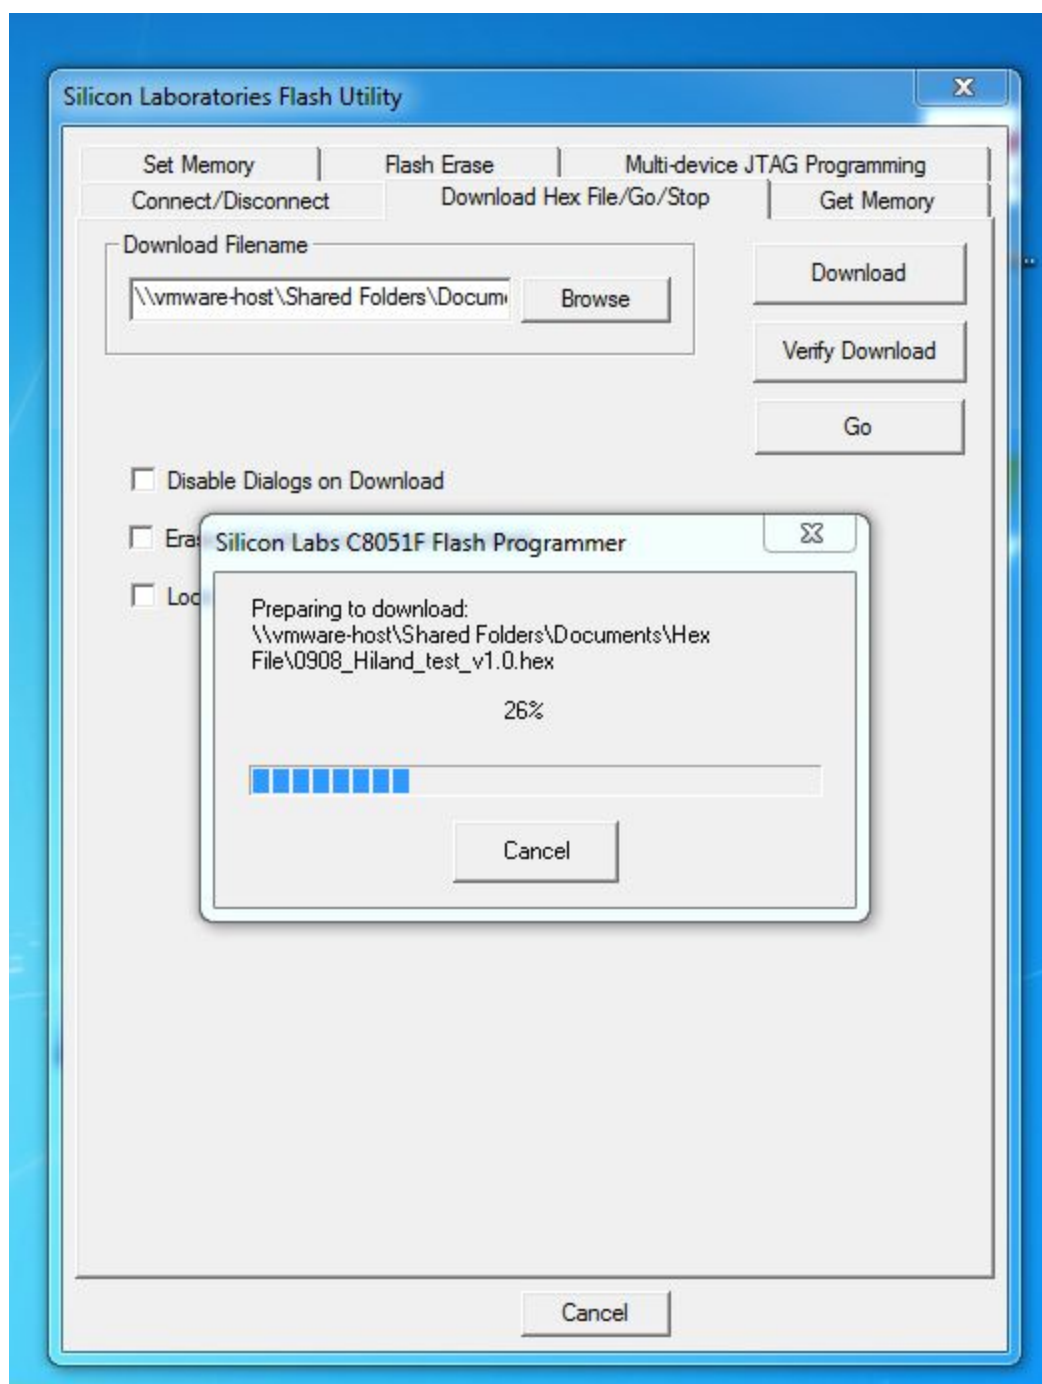 Silicon Laboratories Flash Utility
Set Memory
Flash Erase
Multi-device JTAG Programming
Connect/Disconnect
Download Hex File/Go/Stop
Get Memory
Download Filename
\\vmware-host\Shared Folders\Docum
Browse
Download
Verify Download
Go
Disable Dialogs on Download
Silicon Labs C8051F Flash Programmer
Preparing to download:
\\vmware-host\Shared Folders\Documents\Hex
File\0908_Hiland_test_v1.0.hex
26%
Cancel
Cancel